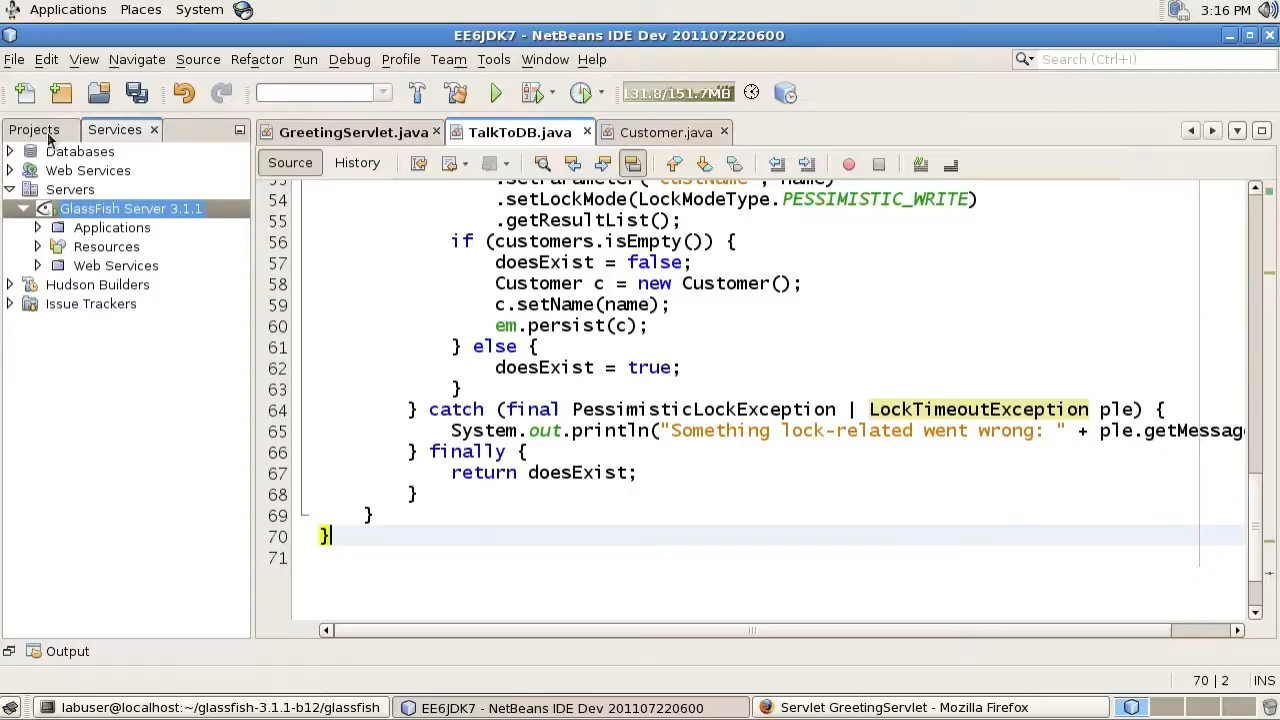 Applications Places System 3:16 PM
EE6JDK7 - NetBeans IDE Dev 201107220600
File Edit View Navigate Source Refactor Run Debug Profile Team Tools Window Help Search (Ctrl+I)
131.8/151.7MB
Projects Services GreetingServlet.java TalkToDB.java Customer.java
Source History
Databases
Web Services
Servers
GlassFish Server 3.1.1
Applications
Resources
Web Services
Hudson Builders
Issue Trackers
53 .setParameter("custName", name)
54 .setLockMode(LockModeType.PESSIMISTIC_WRITE)
55 .getResultList();
56 if (customers.isEmpty()) {
57 doesExist = false;
58 Customer c = new Customer();
59 c.setName(name);
60 em.persist(c);
61 } else {
62 doesExist = true;
63 }
64 } catch (final PessimisticLockException | LockTimeoutException ple) {
65 System.out.println("Something lock-related went wrong: " + ple.getMessag
66 } finally {
67 return doesExist;
68 }
69 }
70 }
71
Output
70 | 2 INS
labuser@localhost:~/glassfish-3.1.1-b12/glassfish EE6JDK7 - NetBeans IDE Dev 201107220600 Servlet GreetingServlet - Mozilla Firefox